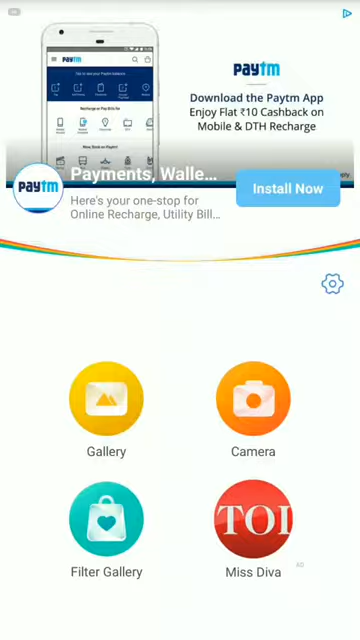 paytm
paytm
Download the Paytm App
Enjoy Flat ₹10 Cashback on
Mobile & DTH Recharge
paytm
Payments, Walle...
Install Now
Here's your one-stop for
Online Recharge, Utility Bill...
Gallery
Camera
TOI
Filter Gallery
Miss Diva
AD